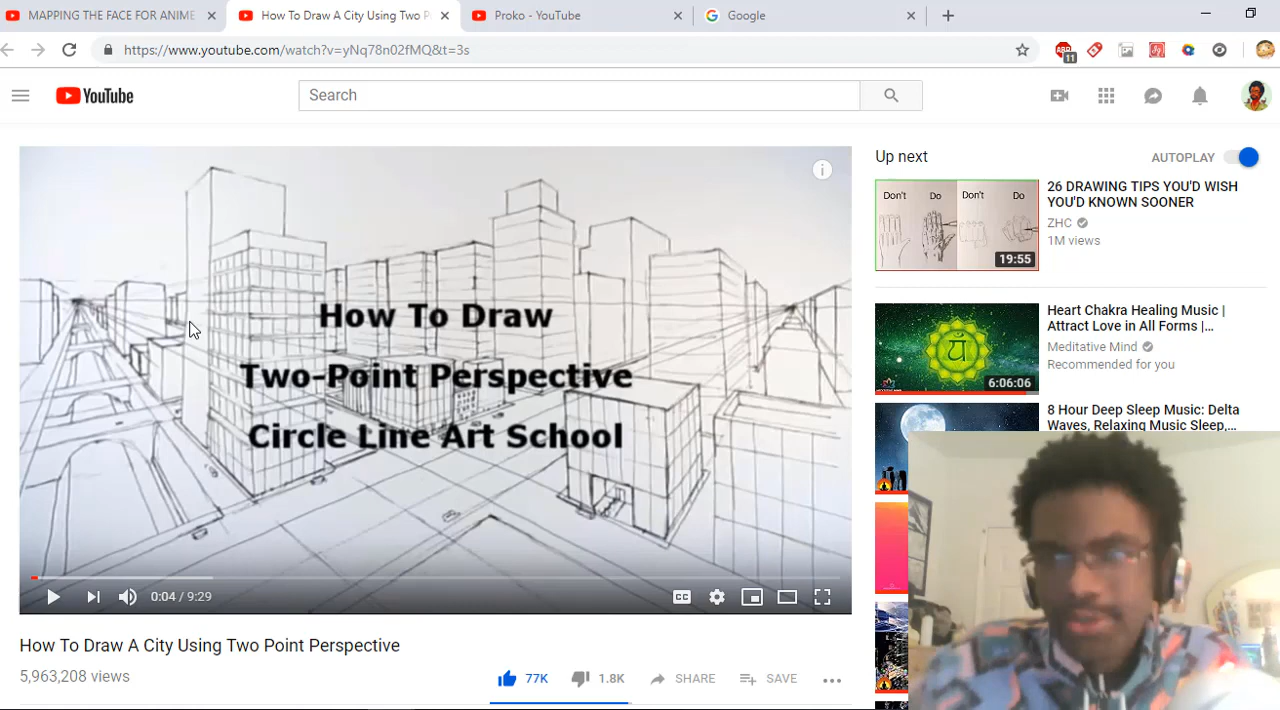 MAPPING THE FACE FOR ANIME
How To Draw A City Using Two P
Proko - YouTube
Google
https://www.youtube.com/watch?v=yNq78n02fMQ&t=3s
11
YouTube
Search
How To Draw
Two-Point Perspective
Circle Line Art School
0:04 / 9:29
CC
How To Draw A City Using Two Point Perspective
5,963,208 views
77K
1.8K
SHARE
SAVE
Up next
AUTOPLAY
Don't
Do
Don't
Do
19:55
26 DRAWING TIPS YOU'D WISH
YOU'D KNOWN SOONER
ZHC
1M views
6:06:06
Heart Chakra Healing Music |
Attract Love in All Forms |...
Meditative Mind
Recommended for you
8 Hour Deep Sleep Music: Delta
Waves, Relaxing Music Sleep,...